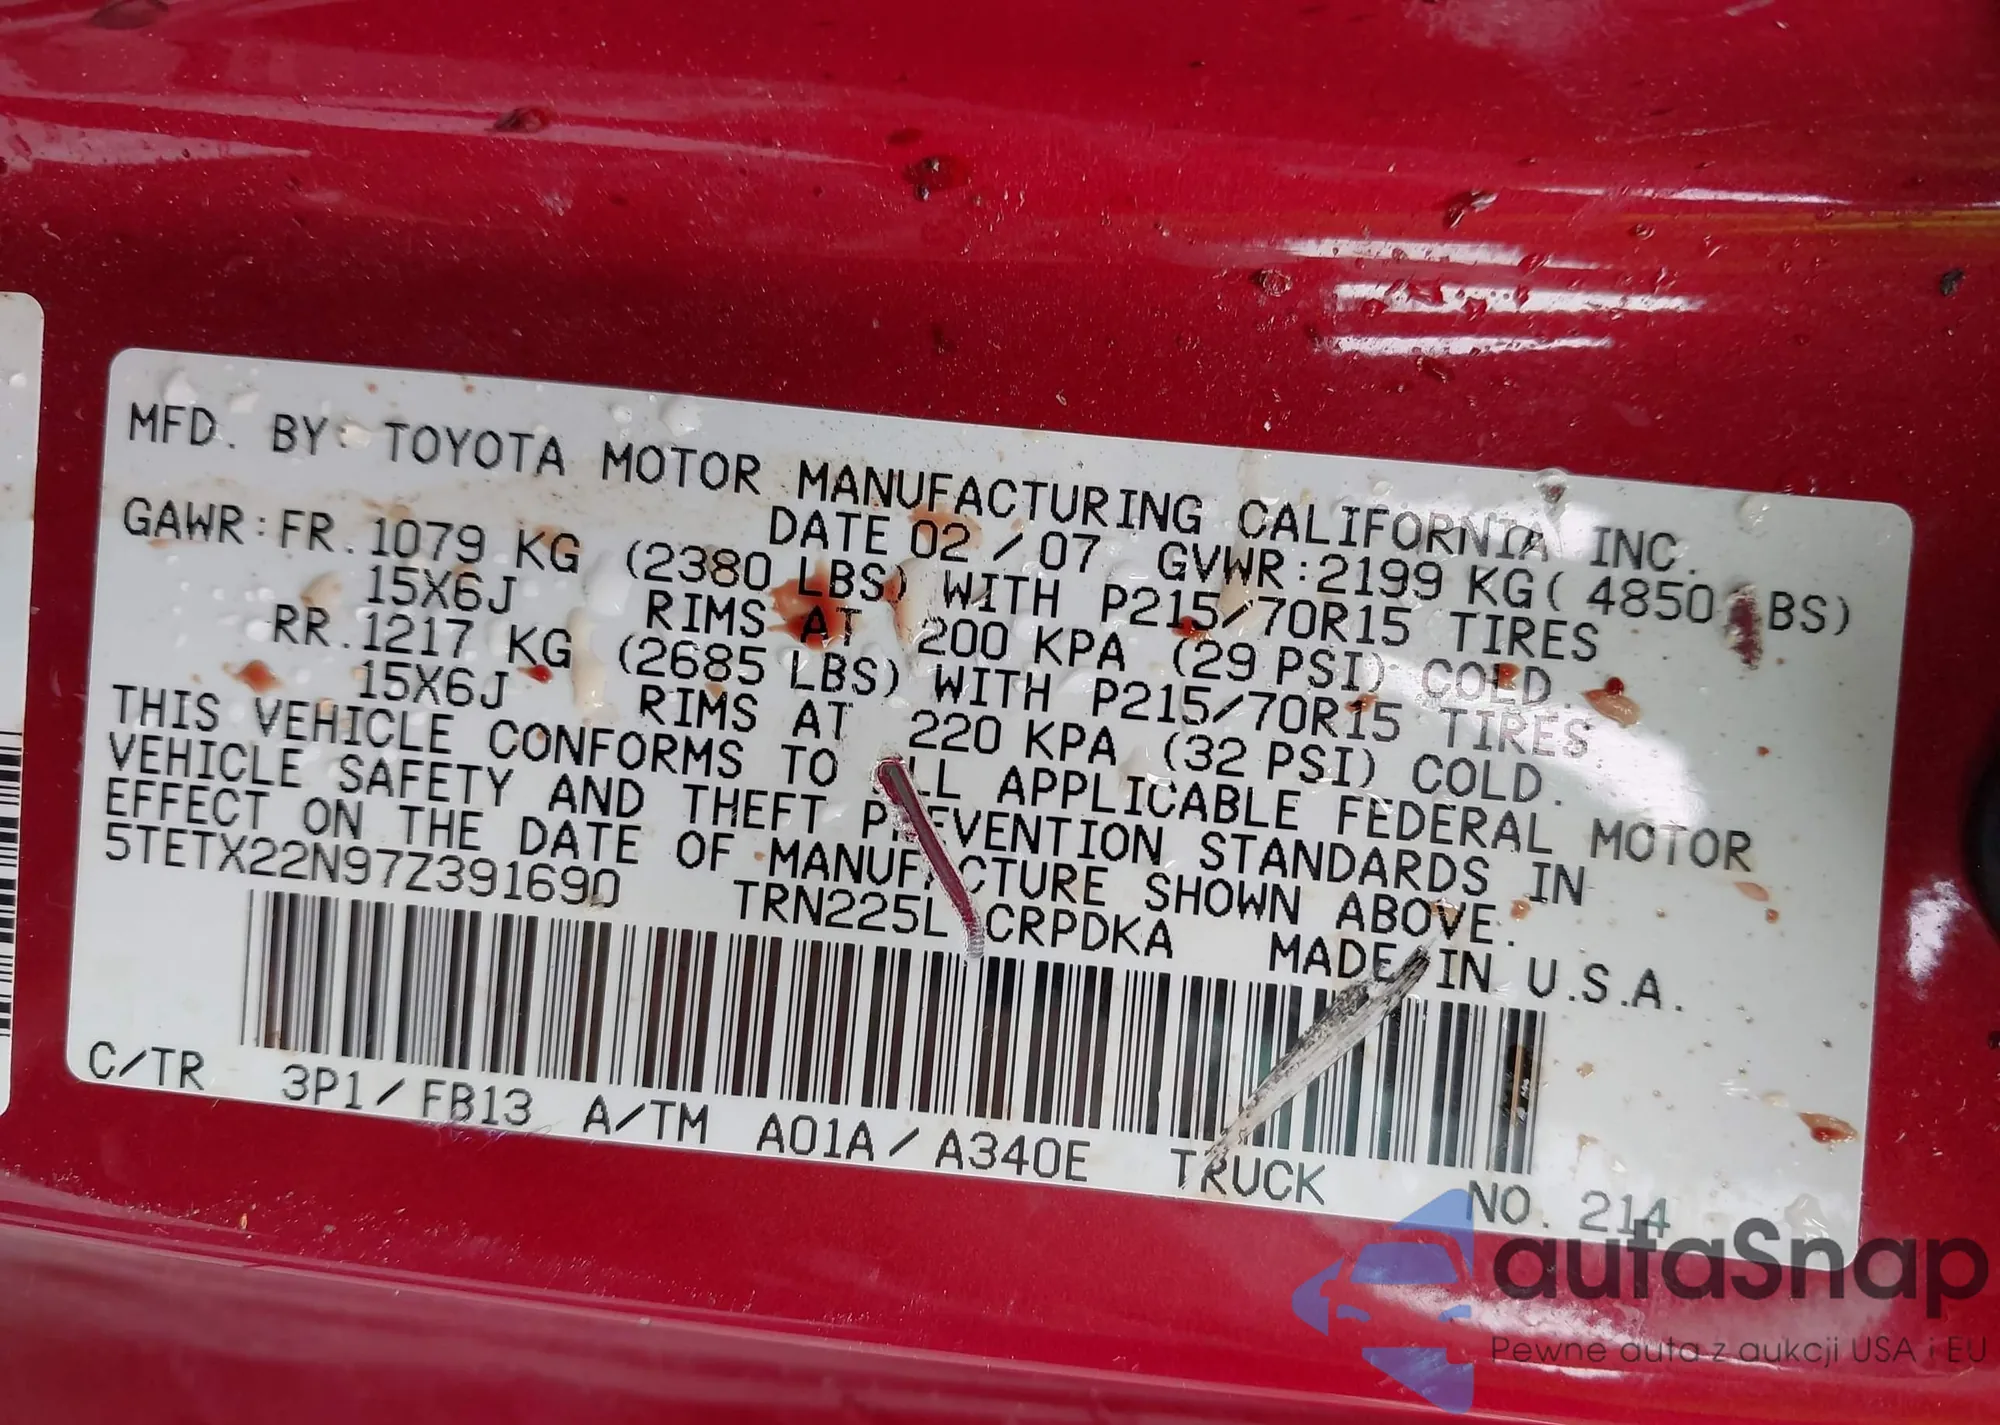 MFD. BY: TOYOTA MOTOR MANUFACTURING CALIFORNIA INC.
DATE 02/07 GVWR:2199 KG( 4850 LBS)
GAWR:FR.1079 KG (2380 LBS) WITH P215/70R15 TIRES
15X6J RIMS AT 200 KPA (29 PSI) COLD.
RR.1217 KG (2685 LBS) WITH P215/70R15 TIRES
15X6J RIMS AT 220 KPA (32 PSI) COLD.
THIS VEHICLE CONFORMS TO ALL APPLICABLE FEDERAL MOTOR
VEHICLE SAFETY AND THEFT PREVENTION STANDARDS IN
EFFECT ON THE DATE OF MANUFACTURE SHOWN ABOVE.
5TETX22N97Z391690 TRN225L CRPDKA MADE IN U.S.A.
C/TR 3P1/FB13 A/TM A01A/A340E TRUCK NO. 214
autaSnap
Pewne auta z aukcji USA i EU